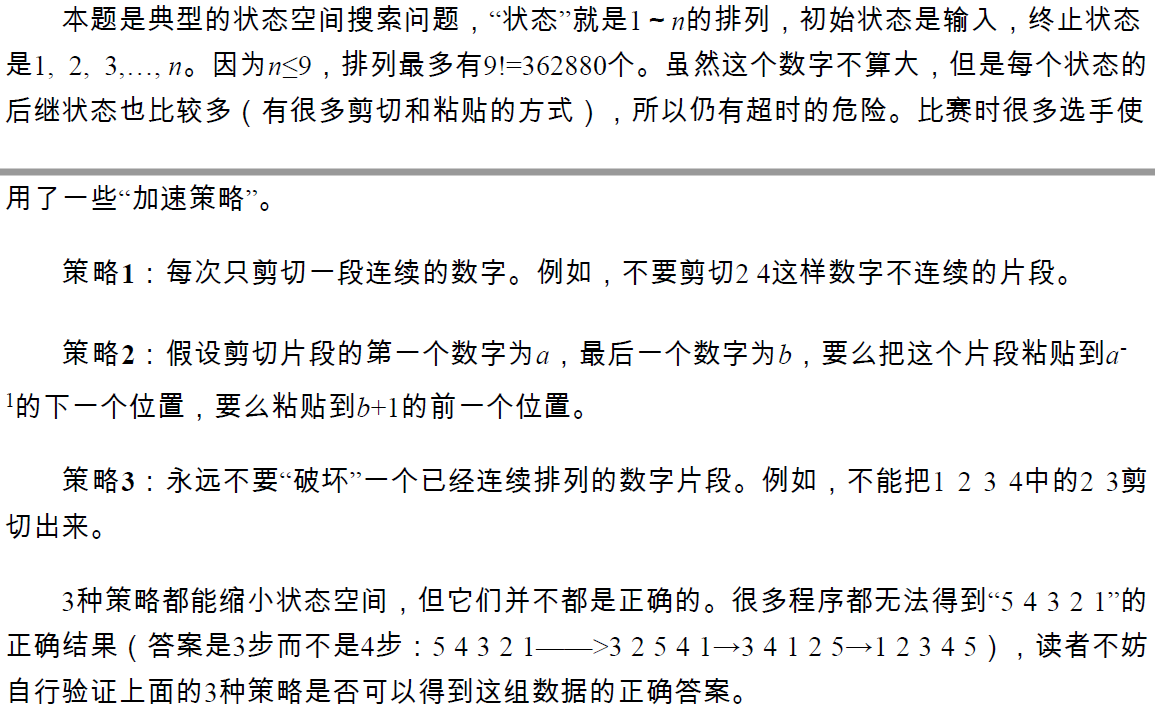 本题是典型的状态空间搜索问题，“状态”就是1～n的排列，初始状态是输入，终止状态
是1, 2, 3,…, n。因为n≤9，排列最多有9!=362880个。虽然这个数字不算大，但是每个状态的
后继状态也比较多（有很多剪切和粘贴的方式），所以仍有超时的危险。比赛时很多选手使
用了一些“加速策略”。
策略1：每次只剪切一段连续的数字。例如，不要剪切2 4这样数字不连续的片段。
策略2：假设剪切片段的第一个数字为a，最后一个数字为b，要么把这个片段粘贴到a-
1的下一个位置，要么粘贴到b+1的前一个位置。
策略3：永远不要“破坏”一个已经连续排列的数字片段。例如，不能把1 2 3 4中的2 3剪
切出来。
3种策略都能缩小状态空间，但它们并不都是正确的。很多程序都无法得到“5 4 3 2 1”的
正确结果（答案是3步而不是4步：5 4 3 2 1——>3 2 5 4 1→3 4 1 2 5→1 2 3 4 5），读者不妨
自行验证上面的3种策略是否可以得到这组数据的正确答案。